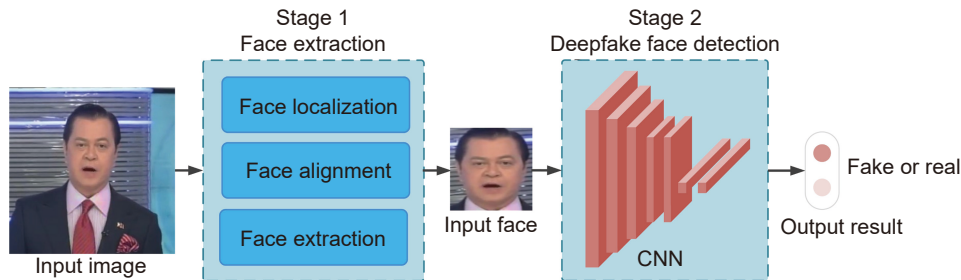 Stage 1
Face extraction
Face localization
Face alignment
Face extraction
Input image
Input face
Stage 2
Deepfake face detection
CNN
Fake or real
Output result